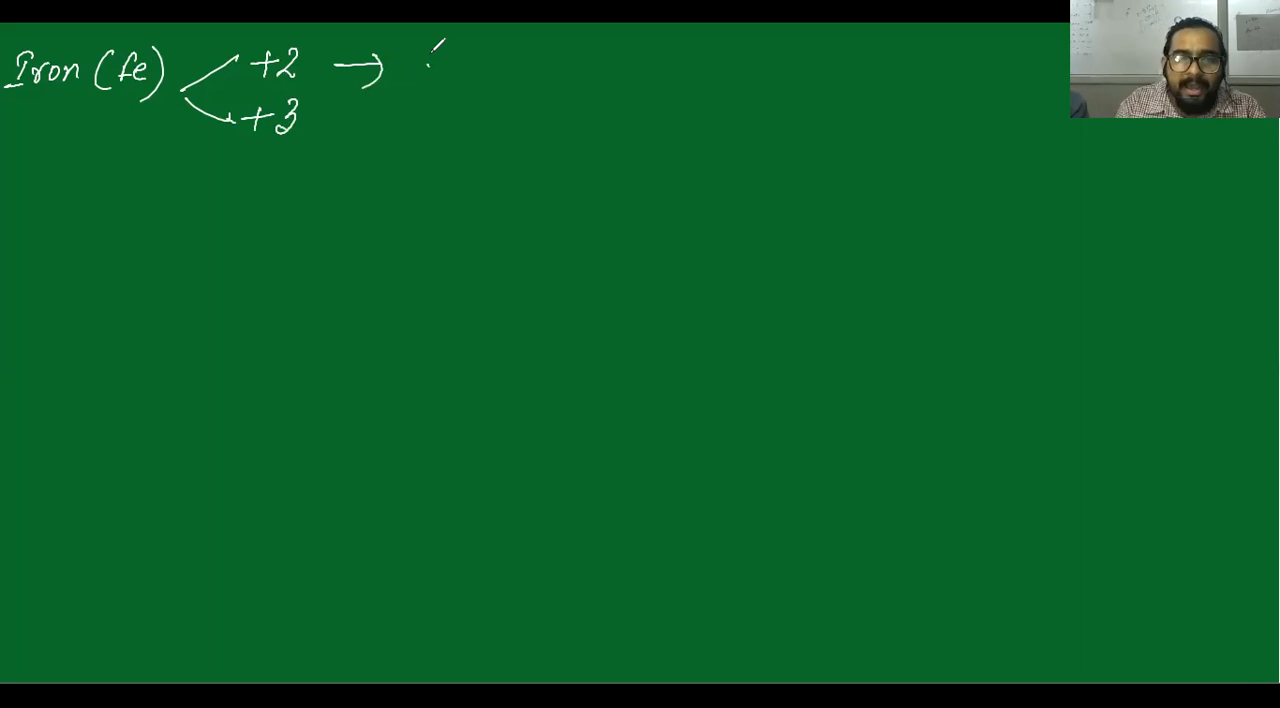 Iron (fe) +2 →
+3